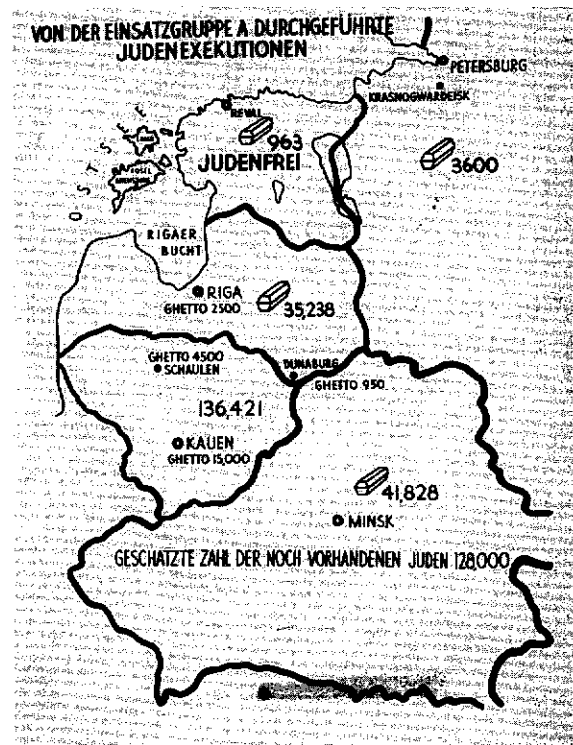 VON DER EINSATZGRUPPE A DURCHGEFÜHRTE
JUDENEXEKUTIONEN
PETERSBURG
KRASNOGWARDEISK
REVAL
963
JUDENFREI
3600
OSTSEE
RIGAER
BUCHT
RIGA
GHETTO 2500
35,238
GHETTO 4500
SCHAULEN
DÜNABURG
GHETTO 950
136,421
KAUEN
GHETTO 15,000
41,828
MINSK
GESCHÄTZTE ZAHL DER NOCH VORHANDENEN JUDEN 128,000